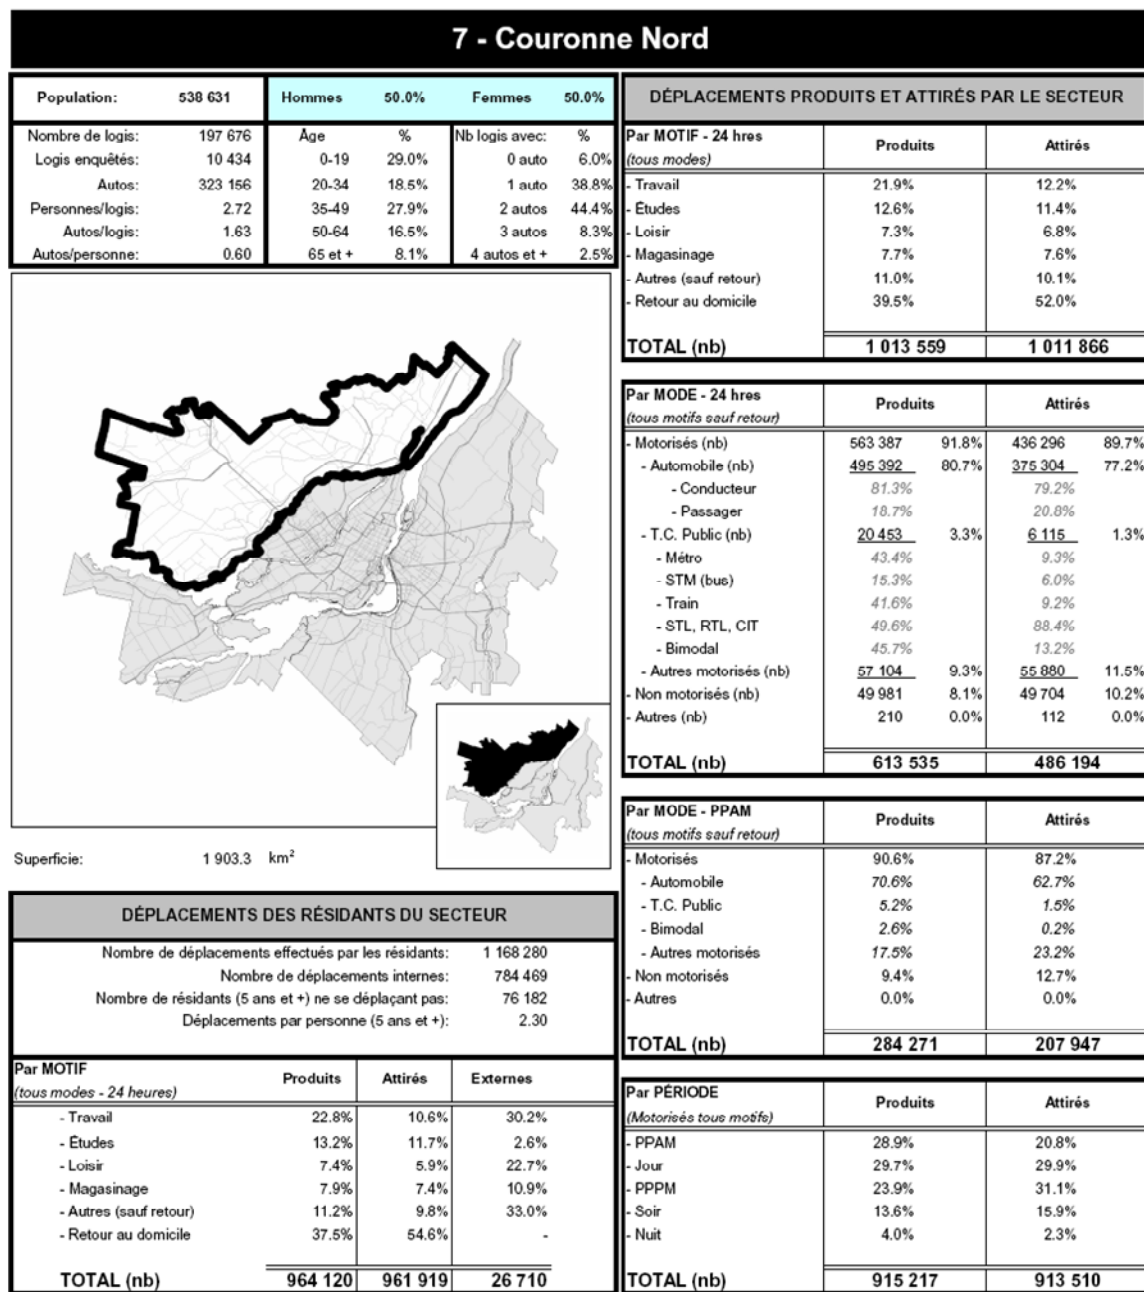 7 - Couronne Nord
Population: 538 631 Hommes 50.0% Femmes 50.0%
Nombre de logis: 197 676 Âge % Nb logis avec: %
Logis enquêtés: 10 434 0-19 29.0% 0 auto 6.0%
Autos: 323 156 20-34 18.5% 1 auto 38.8%
Personnes/logis: 2.72 35-49 27.9% 2 autos 44.4%
Autos/logis: 1.63 50-64 16.5% 3 autos 8.3%
Autos/personne: 0.60 65 et + 8.1% 4 autos et + 2.5%
Superficie: 1 903.3 km²
DÉPLACEMENTS DES RÉSIDANTS DU SECTEUR
Nombre de déplacements effectués par les résidants: 1 168 280
Nombre de déplacements internes: 784 469
Nombre de résidants (5 ans et +) ne se déplaçant pas: 76 182
Déplacements par personne (5 ans et +): 2.30
Par MOTIF Produits Attirés Externes
(tous modes - 24 heures)
- Travail 22.8% 10.6% 30.2%
- Études 13.2% 11.7% 2.6%
- Loisir 7.4% 5.9% 22.7%
- Magasinage 7.9% 7.4% 10.9%
- Autres (sauf retour) 11.2% 9.8% 33.0%
- Retour au domicile 37.5% 54.6% -
TOTAL (nb) 964 120 961 919 26 710
DÉPLACEMENTS PRODUITS ET ATTIRÉS PAR LE SECTEUR
Par MOTIF - 24 hres Produits Attirés
(tous modes)
- Travail 21.9% 12.2%
- Études 12.6% 11.4%
- Loisir 7.3% 6.8%
- Magasinage 7.7% 7.6%
- Autres (sauf retour) 11.0% 10.1%
- Retour au domicile 39.5% 52.0%
TOTAL (nb) 1 013 559 1 011 866
Par MODE - 24 hres Produits Attirés
(tous motifs sauf retour)
- Motorisés (nb) 563 387 91.8% 436 296 89.7%
- Automobile (nb) 495 392 80.7% 375 304 77.2%
- Conducteur 81.3% 79.2%
- Passager 18.7% 20.8%
- T.C. Public (nb) 20 453 3.3% 6 115 1.3%
- Métro 43.4% 9.3%
- STM (bus) 15.3% 6.0%
- Train 41.6% 9.2%
- STL, RTL, CIT 49.6% 88.4%
- Bimodal 45.7% 13.2%
- Autres motorisés (nb) 57 104 9.3% 55 880 11.5%
- Non motorisés (nb) 49 981 8.1% 49 704 10.2%
- Autres (nb) 210 0.0% 112 0.0%
TOTAL (nb) 613 535 486 194
Par MODE - PPAM Produits Attirés
(tous motifs sauf retour)
- Motorisés 90.6% 87.2%
- Automobile 70.6% 62.7%
- T.C. Public 5.2% 1.5%
- Bimodal 2.6% 0.2%
- Autres motorisés 17.5% 23.2%
- Non motorisés 9.4% 12.7%
- Autres 0.0% 0.0%
TOTAL (nb) 284 271 207 947
Par PÉRIODE Produits Attirés
(Motorisés tous motifs)
- PPAM 28.9% 20.8%
- Jour 29.7% 29.9%
- PPPM 23.9% 31.1%
- Soir 13.6% 15.9%
- Nuit 4.0% 2.3%
TOTAL (nb) 915 217 913 510